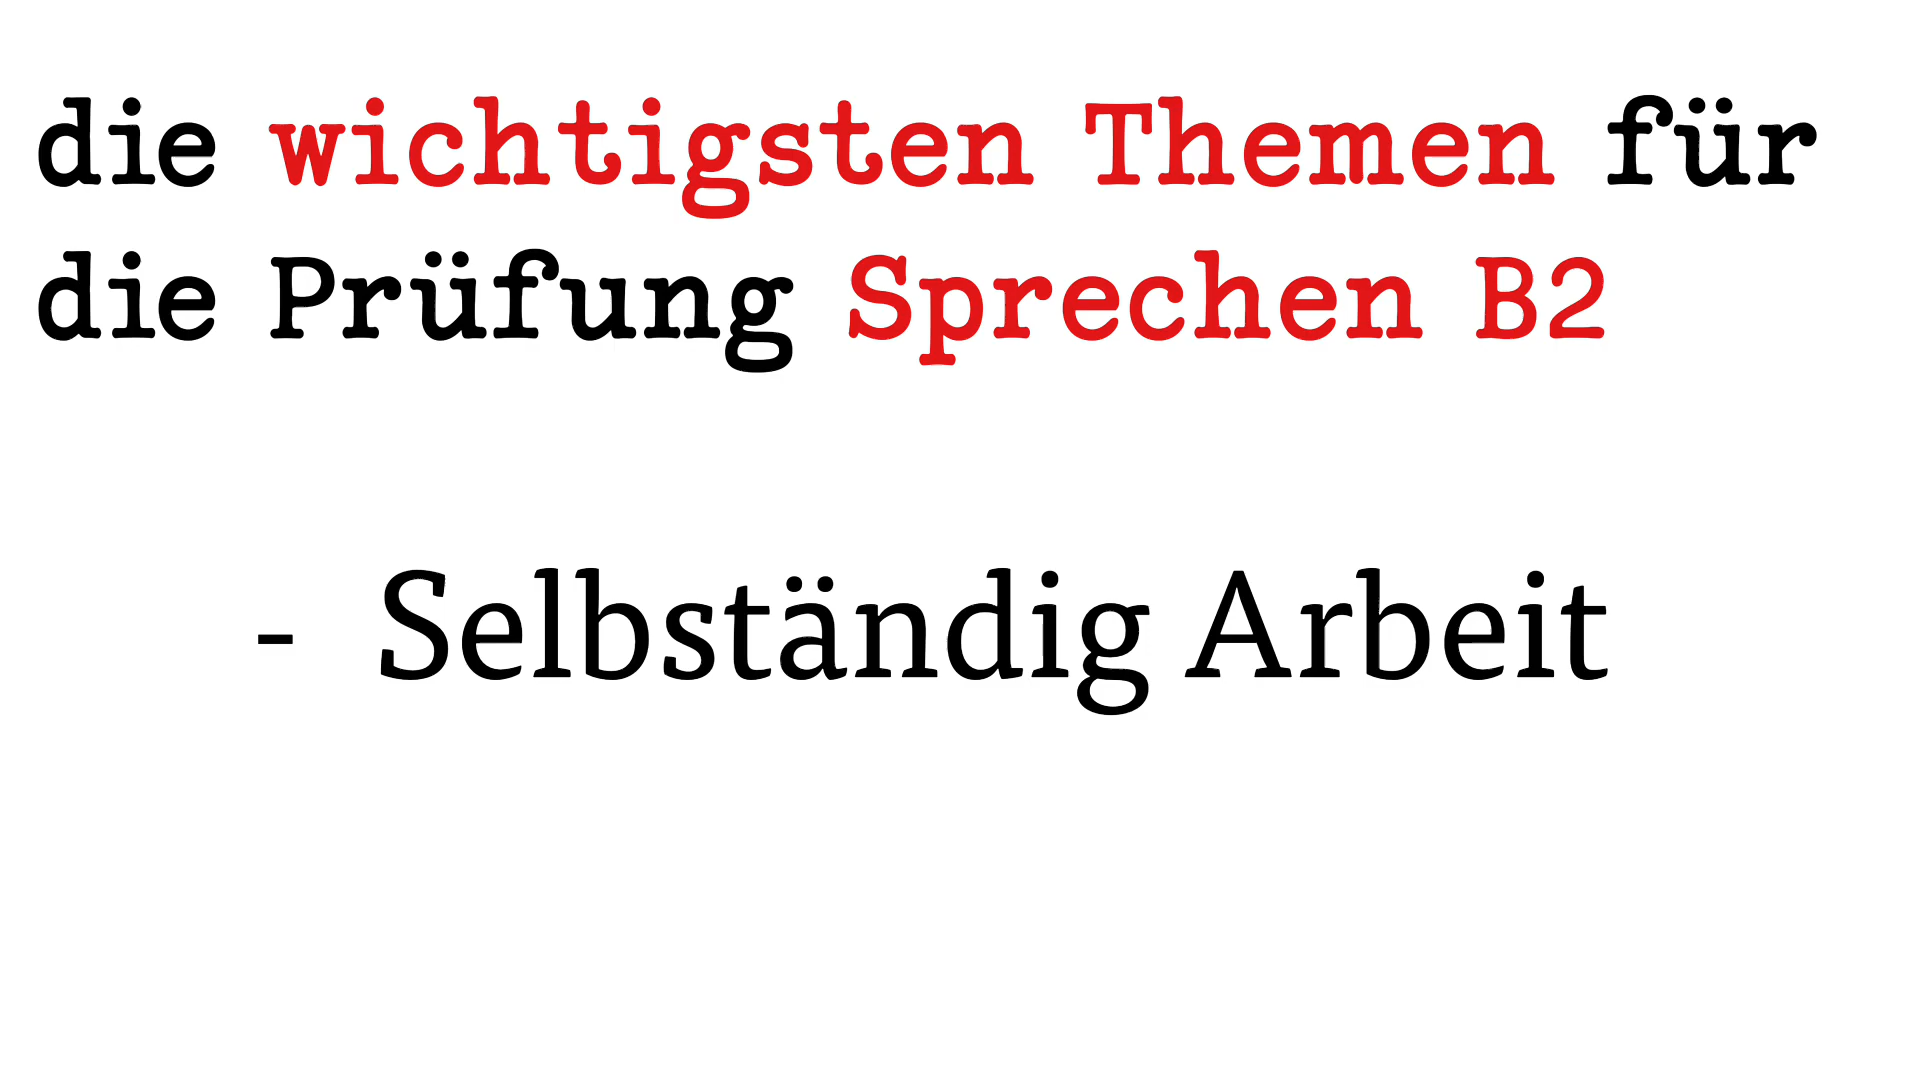 die wichtigsten Themen für
die Prüfung Sprechen B2
- Selbständig Arbeit